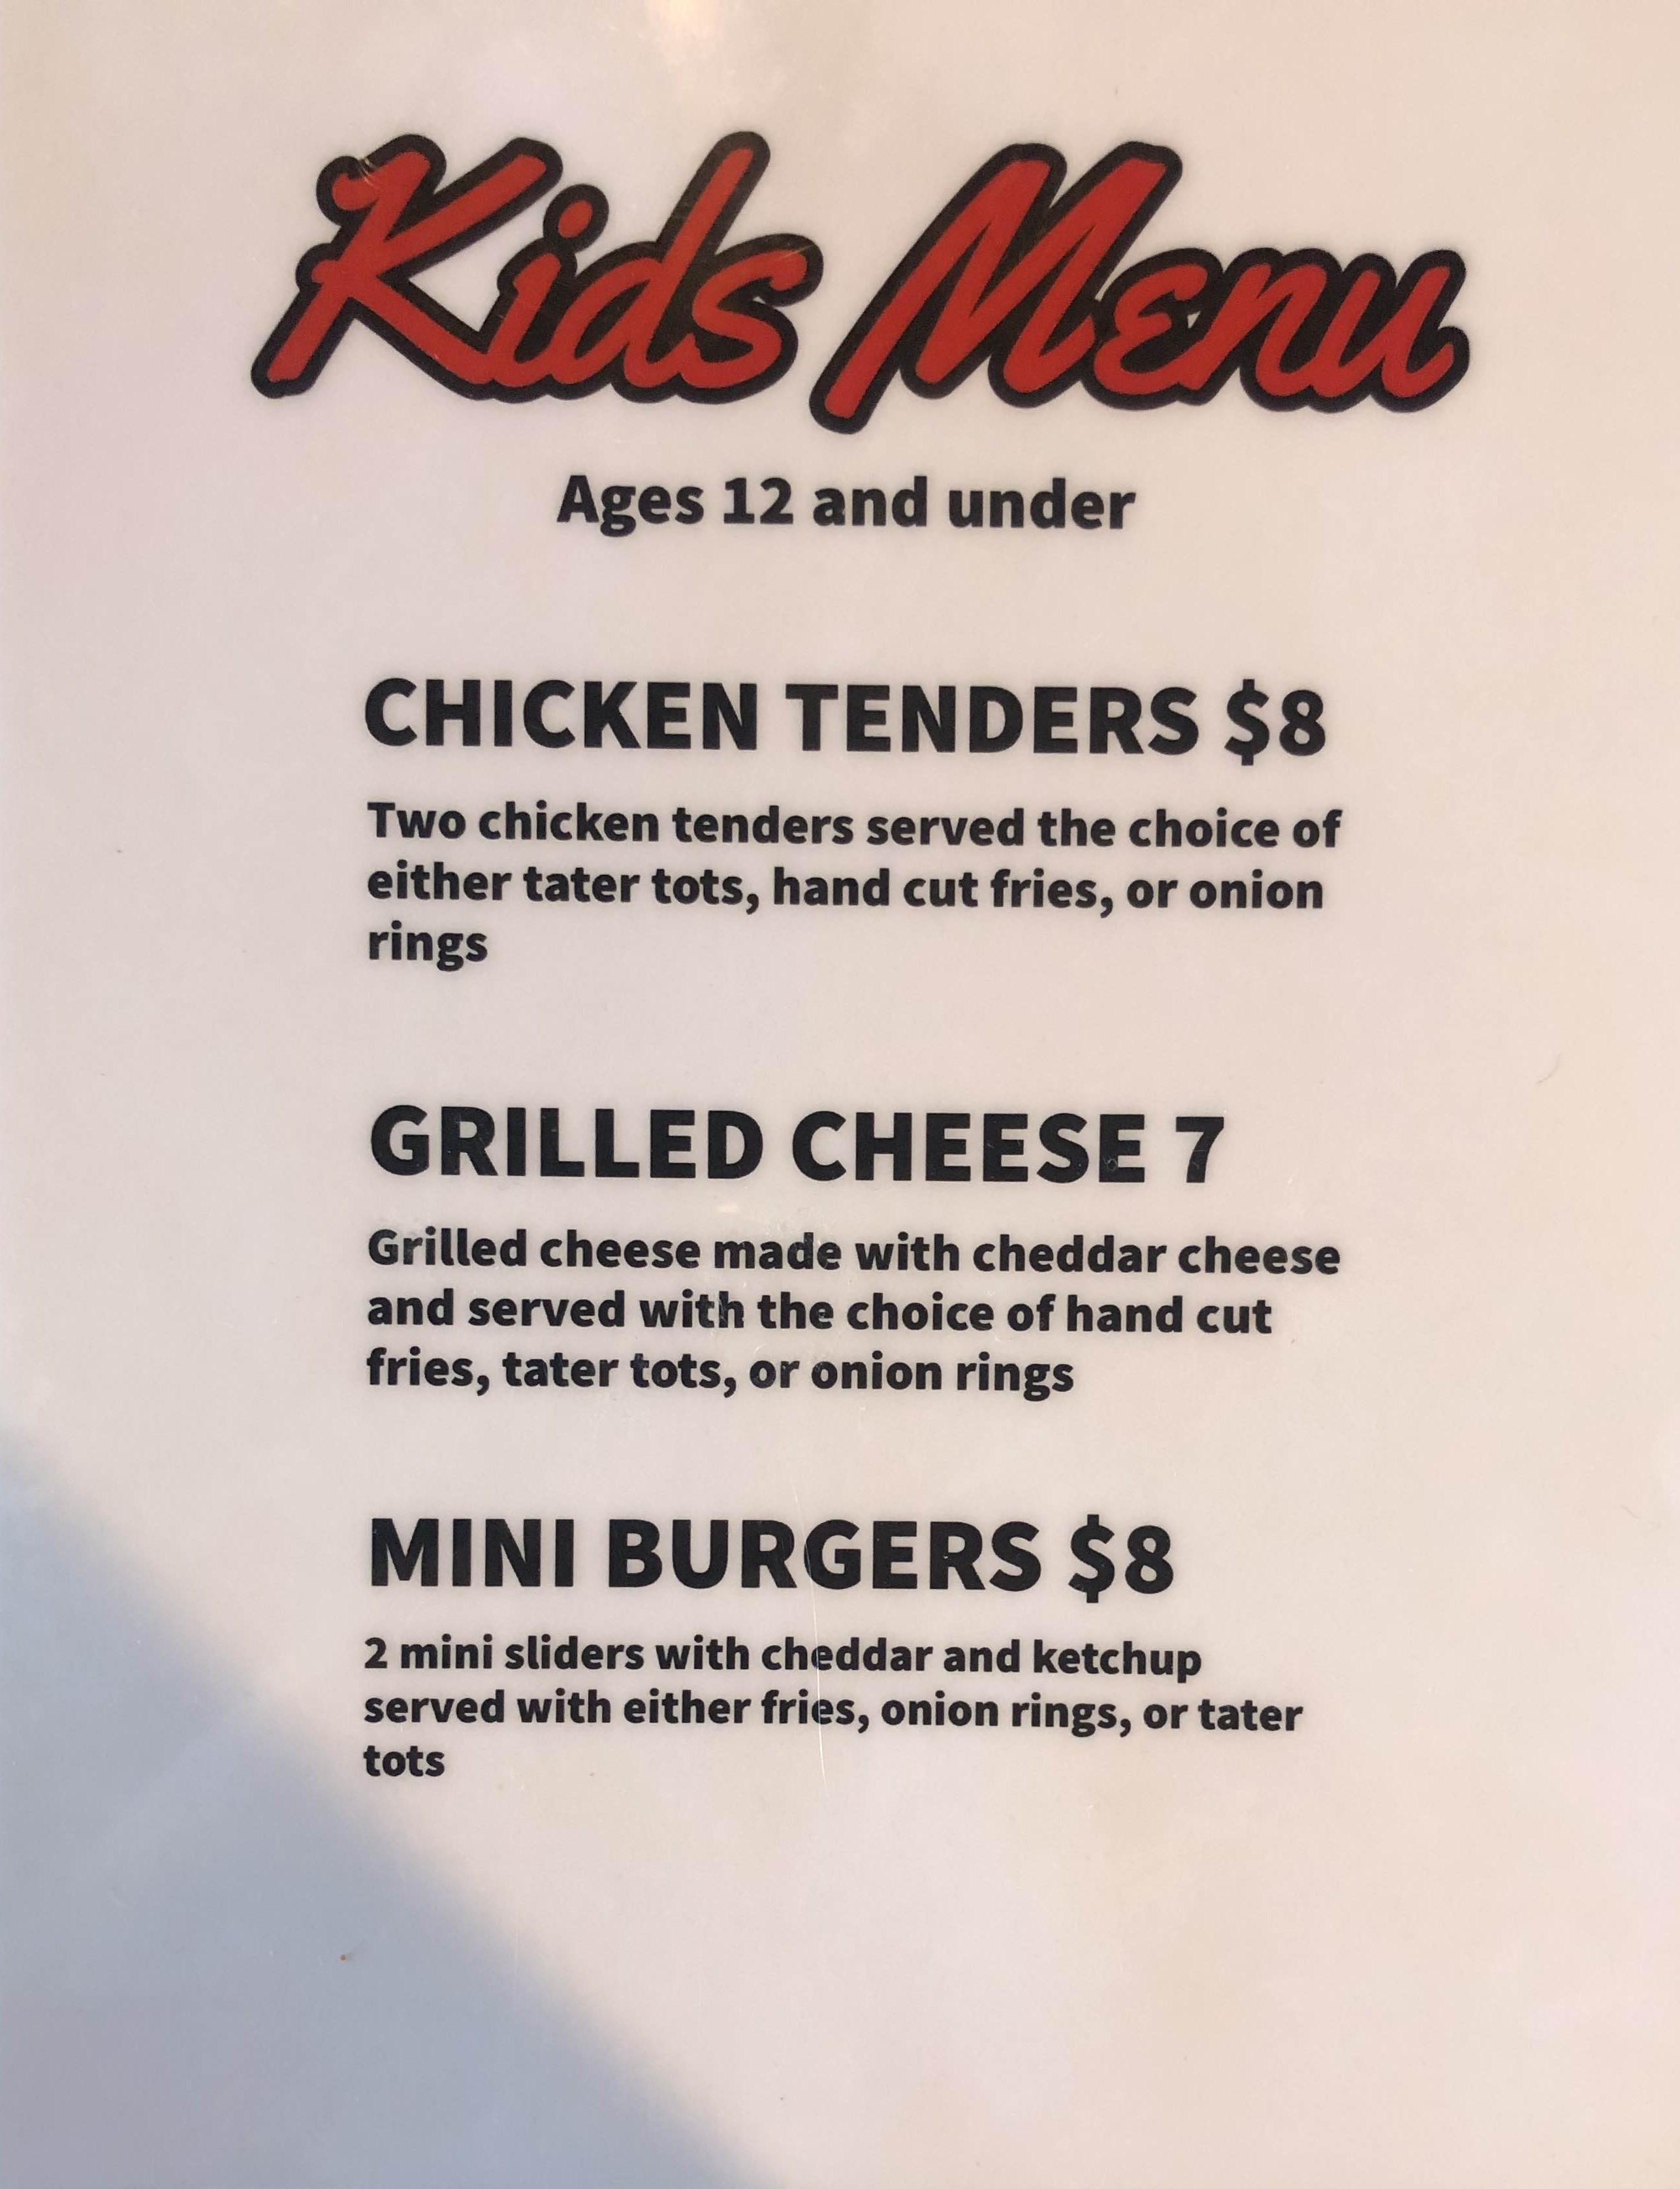 Kids Menu
Ages 12 and under
CHICKEN TENDERS $8
Two chicken tenders served the choice of
either tater tots, hand cut fries, or onion
rings
GRILLED CHEESE 7
Grilled cheese made with cheddar cheese
and served with the choice of hand cut
fries, tater tots, or onion rings
MINI BURGERS $8
2 mini sliders with cheddar and ketchup
served with either fries, onion rings, or tater
tots